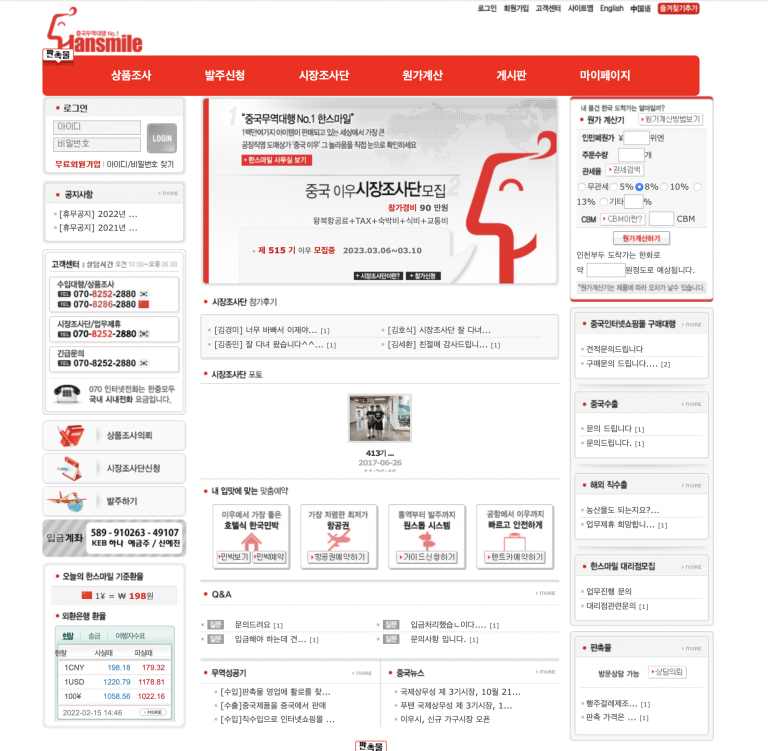 로그인 회원가입 고객센터 사이트맵 English 中国语 즐겨찾기추가
중국무역대행 No.1
Hansmile
판촉물
상품조사 발주신청 시장조사단 원가계산 게시판 마이페이지
로그인
아이디
비밀번호
LOGIN
무료회원가입 | 아이디/비밀번호 찾기
공지사항 MORE
[휴무공지] 2022년 ...
[휴무공지] 2021년 ...
고객센터 || 상담시간 오전 10:00~오후 06:00
수입대행/상품조사
TEL 070-8252-2880
TEL 070-8286-2880
시장조사단/업무제휴
TEL 070-8252-2880
긴급문의
TEL 070-8252-2880
070 인터넷전화는 한중모두
국내 시내전화 요금입니다.
상품조사의뢰
시장조사단신청
발주하기
입금계좌 589 - 910263 - 49107
KEB 하나 예금주 / 신예진
오늘의 한스마일 기준환율
1¥ = ₩ 198원
외환은행 환율
현찰 송금 여행자수표
현찰 사실때 파실때
1CNY 198.18 179.32
1USD 1220.79 1178.81
100¥ 1058.56 1022.16
2022-02-15 14:46 MORE
1 "중국무역대행 No.1 한스마일"
1백만여가지 아이템이 판매되고 있는 세상에서 가장 큰
공장직영 도매상가 '중국 이우' 그 놀라움을 직접 눈으로 확인하세요
한스마일 사무실 보기
중국 이우시장조사단모집 2
참가경비 90 만원
왕복항공료+TAX+숙박비+식비+교통비
제 515 기 이우 모집중 2023.03.06~03.10
+ 시장조사단이란? + 참가신청
시장조사단 참가후기
[김경미] 너무 바빠서 이제야... [1]
[김호식] 시장조사단 잘 다녀...
[김종민] 잘 다녀 왔습니다^^... [1]
[김세환] 친절에 감사드립니... [1]
시장조사단 포토
413기 ...
2017-06-26
내 입맛에 맞는 맞춤예약
이우에서 가장 좋은
호텔식 한국민박
민박보기 민박예약
가장 저렴한 최저가
항공권
항공권예약하기
통역부터 발주까지
원스톱 시스템
가이드신청하기
공항에서 이우까지
빠르고 안전하게
렌트카예약하기
Q&A MORE
질문 문의드려요 [1]
질문 입금처리했습ㄴ이다.... [1]
질문 입금해야 하는데 건... [1]
질문 문의사항 입니다. [1]
무역성공기 MORE
[수입]판촉물 영업에 활로를 찾...
[수출]중국제품을 중국에서 판매
[수입]직수입으로 인터넷쇼핑몰 ...
중국뉴스 MORE
국제상무성 제 3기시장, 10월 21...
푸텐 국제상무성 제 3기시장, 1...
이우시, 신규 가구시장 오픈
판촉물
내 물건 한국 도착가는 얼마일까?
원가 계산기 원가계산방법보기
인민폐원가 ¥ 위엔
주문수량 개
관세율 관세검색
무관세 5% 8% 10%
13% 기타 %
CBM CBM이란? CBM
원가계산하기
인천부두 도착가는 한화로
약 원정도로 예상됩니다.
*원가계산기는 제품에 따라 오차가 날수 있습니다.
중국인터넷쇼핑몰 구매대행 MORE
견적문의드립니다
구매문의 드립니다.... [2]
중국수출 MORE
문의 드립니다 [1]
문의드립니다. [1]
해외 직수출 MORE
농산물도 되는지요?...
업무제휴 희망합니... [1]
한스마일 대리점모집 MORE
업무진행 문의
대리점관련문의 [1]
판촉물 MORE
방문상담 가능 상담의뢰
헹주걸레제조... [1]
판촉 가격은 ... [1]